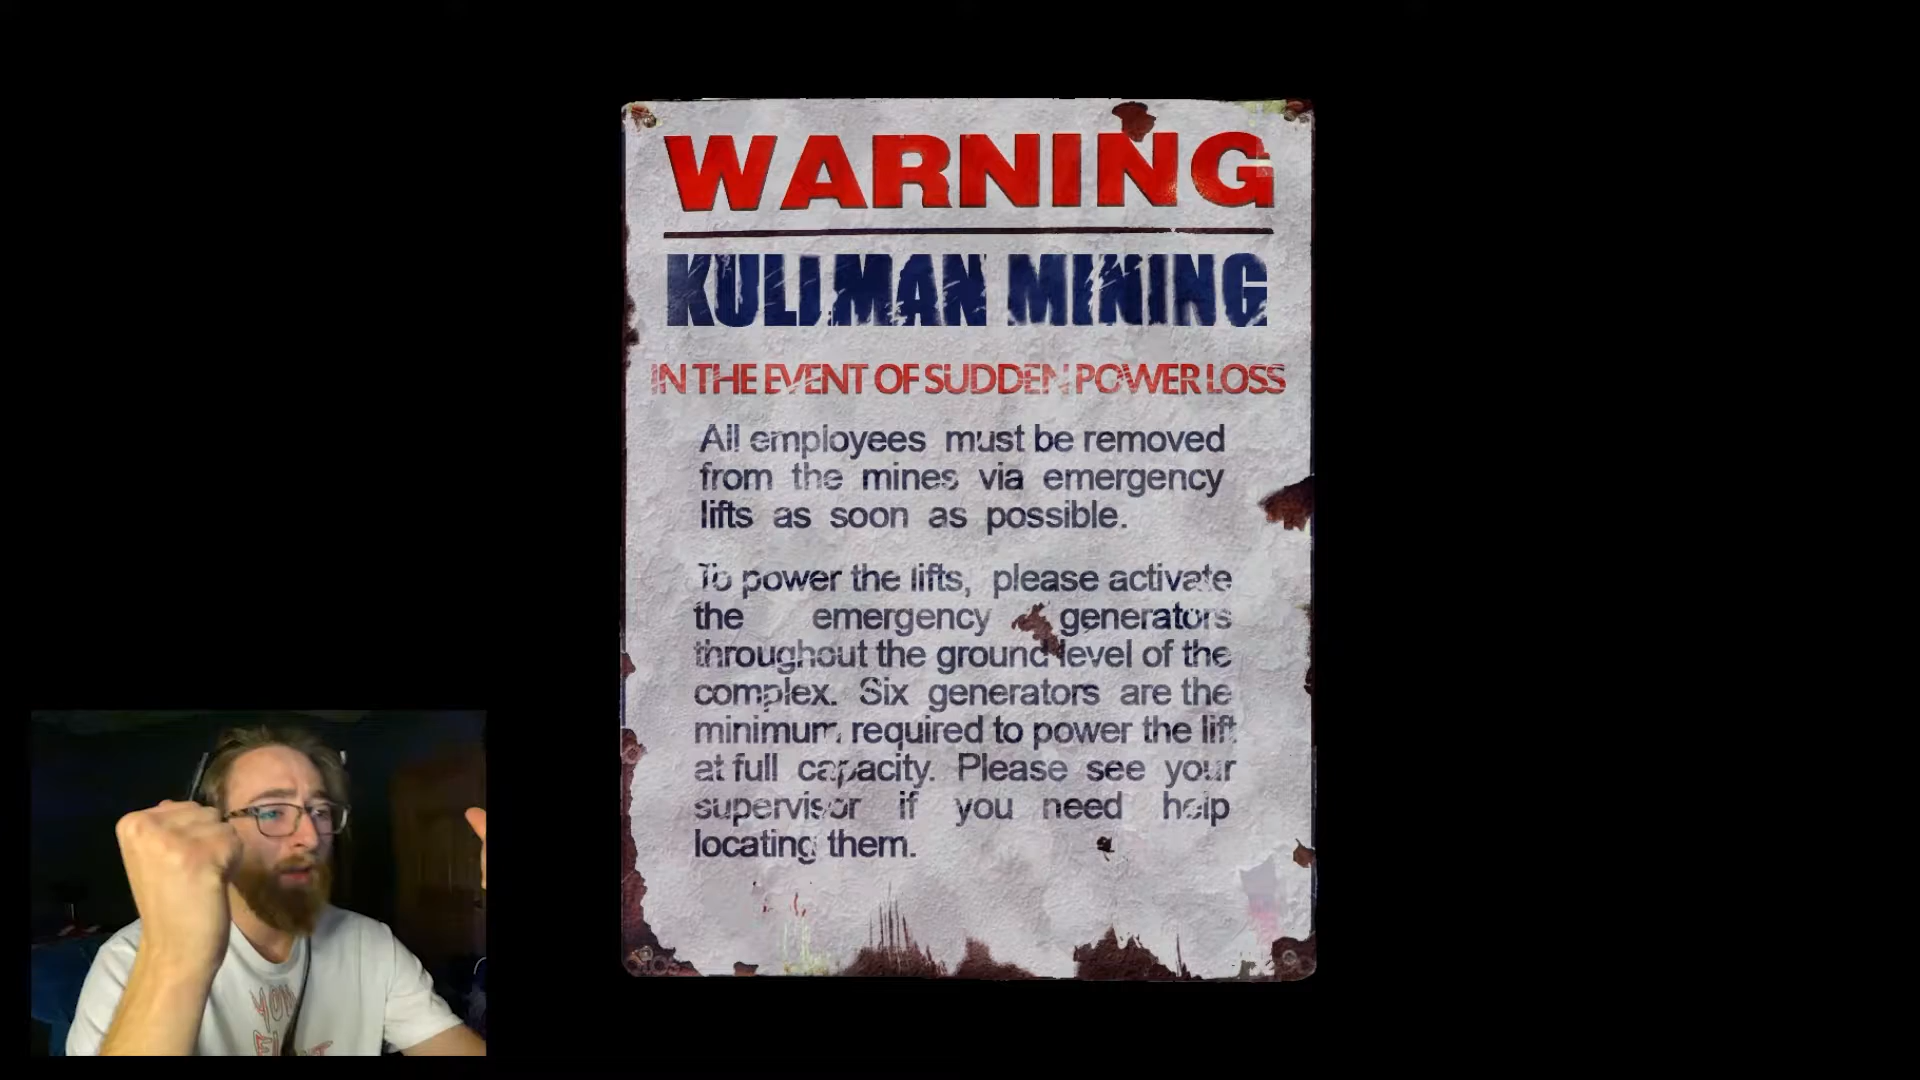 WARNING
KULLMAN MINING
IN THE EVENT OF SUDDEN POWER LOSS
All employees must be removed
from the mines via emergency
lifts as soon as possible.
To power the lifts, please activate
the emergency generators
throughout the ground level of the
complex. Six generators are the
minimum required to power the lift
at full capacity. Please see your
supervisor if you need help
locating them.